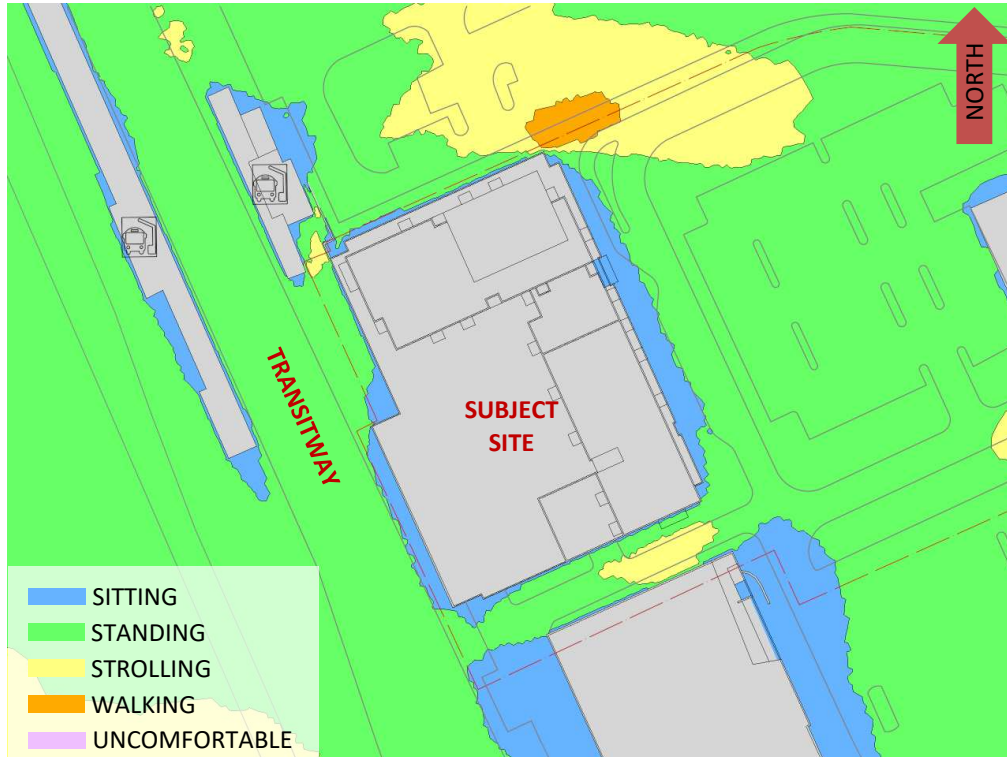 NORTH
TRANSITWAY
SUBJECT
SITE
SITTING
STANDING
STROLLING
WALKING
UNCOMFORTABLE